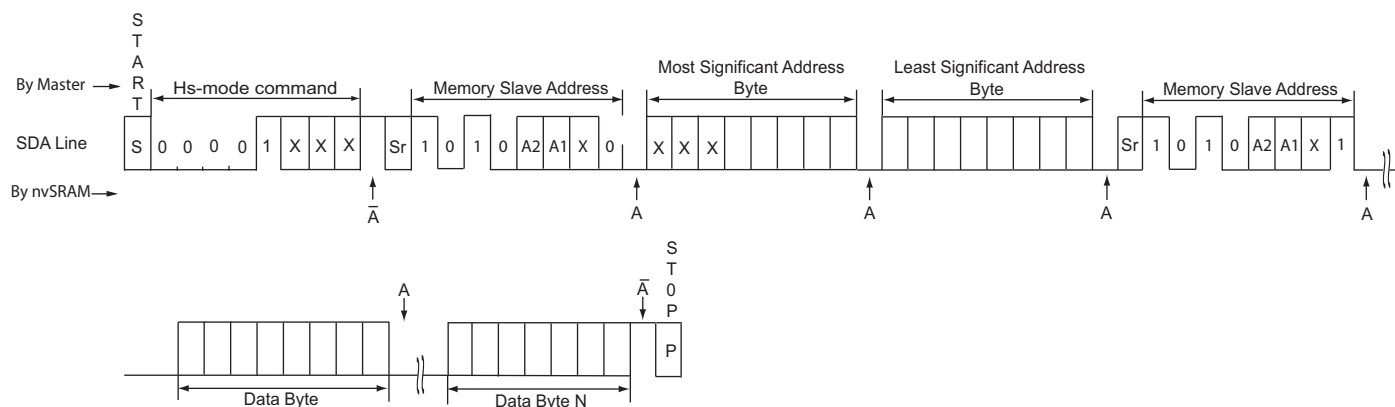 START
By Master
Hs-mode command
Memory Slave Address
Most Significant Address
Byte
Least Significant Address
Byte
Memory Slave Address
SDA Line
S 0 0 0 0 1 X X X Sr 1 0 1 0 A2 A1 X 0 X X X Sr 1 0 1 0 A2 A1 X 1
By nvSRAM
A̅
A
A
A
A
A
A̅
ST0P
P
Data Byte
Data Byte N